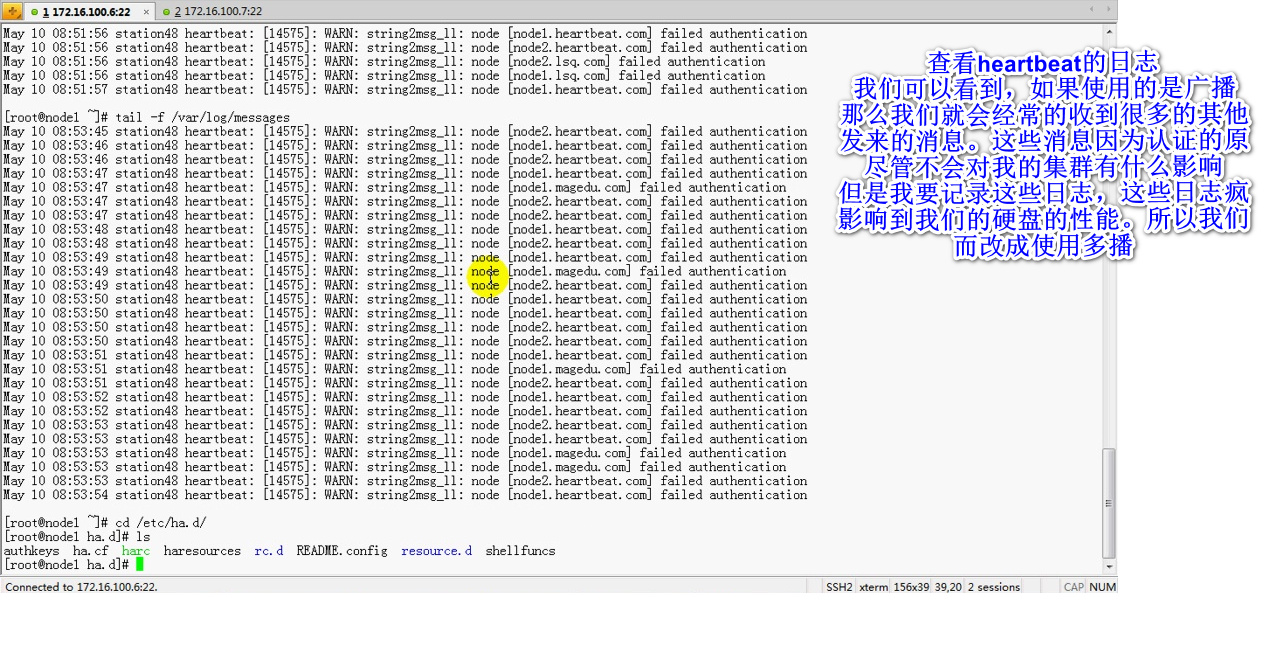 1 172.16.100.6:22 × 2 172.16.100.7:22
May 10 08:51:56 station48 heartbeat: [14575]: WARN: string2msg_ll: node [node1.heartbeat.com] failed authentication
May 10 08:51:56 station48 heartbeat: [14575]: WARN: string2msg_ll: node [node2.heartbeat.com] failed authentication
May 10 08:51:56 station48 heartbeat: [14575]: WARN: string2msg_ll: node [node2.lsq.com] failed authentication
May 10 08:51:56 station48 heartbeat: [14575]: WARN: string2msg_ll: node [node1.lsq.com] failed authentication
May 10 08:51:57 station48 heartbeat: [14575]: WARN: string2msg_ll: node [node1.heartbeat.com] failed authentication
[root@node1 ~]# tail -f /var/log/messages
May 10 08:53:45 station48 heartbeat: [14575]: WARN: string2msg_ll: node [node2.heartbeat.com] failed authentication
May 10 08:53:46 station48 heartbeat: [14575]: WARN: string2msg_ll: node [node1.heartbeat.com] failed authentication
May 10 08:53:46 station48 heartbeat: [14575]: WARN: string2msg_ll: node [node2.heartbeat.com] failed authentication
May 10 08:53:47 station48 heartbeat: [14575]: WARN: string2msg_ll: node [node1.heartbeat.com] failed authentication
May 10 08:53:47 station48 heartbeat: [14575]: WARN: string2msg_ll: node [node1.magedu.com] failed authentication
May 10 08:53:47 station48 heartbeat: [14575]: WARN: string2msg_ll: node [node2.heartbeat.com] failed authentication
May 10 08:53:47 station48 heartbeat: [14575]: WARN: string2msg_ll: node [node2.heartbeat.com] failed authentication
May 10 08:53:48 station48 heartbeat: [14575]: WARN: string2msg_ll: node [node1.heartbeat.com] failed authentication
May 10 08:53:48 station48 heartbeat: [14575]: WARN: string2msg_ll: node [node2.heartbeat.com] failed authentication
May 10 08:53:49 station48 heartbeat: [14575]: WARN: string2msg_ll: node [node1.heartbeat.com] failed authentication
May 10 08:53:49 station48 heartbeat: [14575]: WARN: string2msg_ll: node [node1.magedu.com] failed authentication
May 10 08:53:49 station48 heartbeat: [14575]: WARN: string2msg_ll: node [node2.heartbeat.com] failed authentication
May 10 08:53:50 station48 heartbeat: [14575]: WARN: string2msg_ll: node [node1.heartbeat.com] failed authentication
May 10 08:53:50 station48 heartbeat: [14575]: WARN: string2msg_ll: node [node2.heartbeat.com] failed authentication
May 10 08:53:50 station48 heartbeat: [14575]: WARN: string2msg_ll: node [node2.heartbeat.com] failed authentication
May 10 08:53:50 station48 heartbeat: [14575]: WARN: string2msg_ll: node [node2.heartbeat.com] failed authentication
May 10 08:53:51 station48 heartbeat: [14575]: WARN: string2msg_ll: node [node1.heartbeat.com] failed authentication
May 10 08:53:51 station48 heartbeat: [14575]: WARN: string2msg_ll: node [node1.magedu.com] failed authentication
May 10 08:53:51 station48 heartbeat: [14575]: WARN: string2msg_ll: node [node2.heartbeat.com] failed authentication
May 10 08:53:52 station48 heartbeat: [14575]: WARN: string2msg_ll: node [node1.heartbeat.com] failed authentication
May 10 08:53:52 station48 heartbeat: [14575]: WARN: string2msg_ll: node [node2.heartbeat.com] failed authentication
May 10 08:53:53 station48 heartbeat: [14575]: WARN: string2msg_ll: node [node2.heartbeat.com] failed authentication
May 10 08:53:53 station48 heartbeat: [14575]: WARN: string2msg_ll: node [node1.heartbeat.com] failed authentication
May 10 08:53:53 station48 heartbeat: [14575]: WARN: string2msg_ll: node [node1.magedu.com] failed authentication
May 10 08:53:53 station48 heartbeat: [14575]: WARN: string2msg_ll: node [node1.magedu.com] failed authentication
May 10 08:53:53 station48 heartbeat: [14575]: WARN: string2msg_ll: node [node2.heartbeat.com] failed authentication
May 10 08:53:54 station48 heartbeat: [14575]: WARN: string2msg_ll: node [node1.heartbeat.com] failed authentication
[root@node1 ~]# cd /etc/ha.d/
[root@node1 ha.d]# ls
authkeys ha.cf harc haresources rc.d README.config resource.d shellfuncs
[root@node1 ha.d]#
查看heartbeat的日志
我们可以看到，如果使用的是广播
那么我们就会经常的收到很多的其他
发来的消息。这些消息因为认证的原
尽管不会对我的集群有什么影响
但是我要记录这些日志，这些日志疯
影响到我们的硬盘的性能。所以我们
而改成使用多播
Connected to 172.16.100.6:22. SSH2 xterm 156x39 39,20 2 sessions CAP NUM